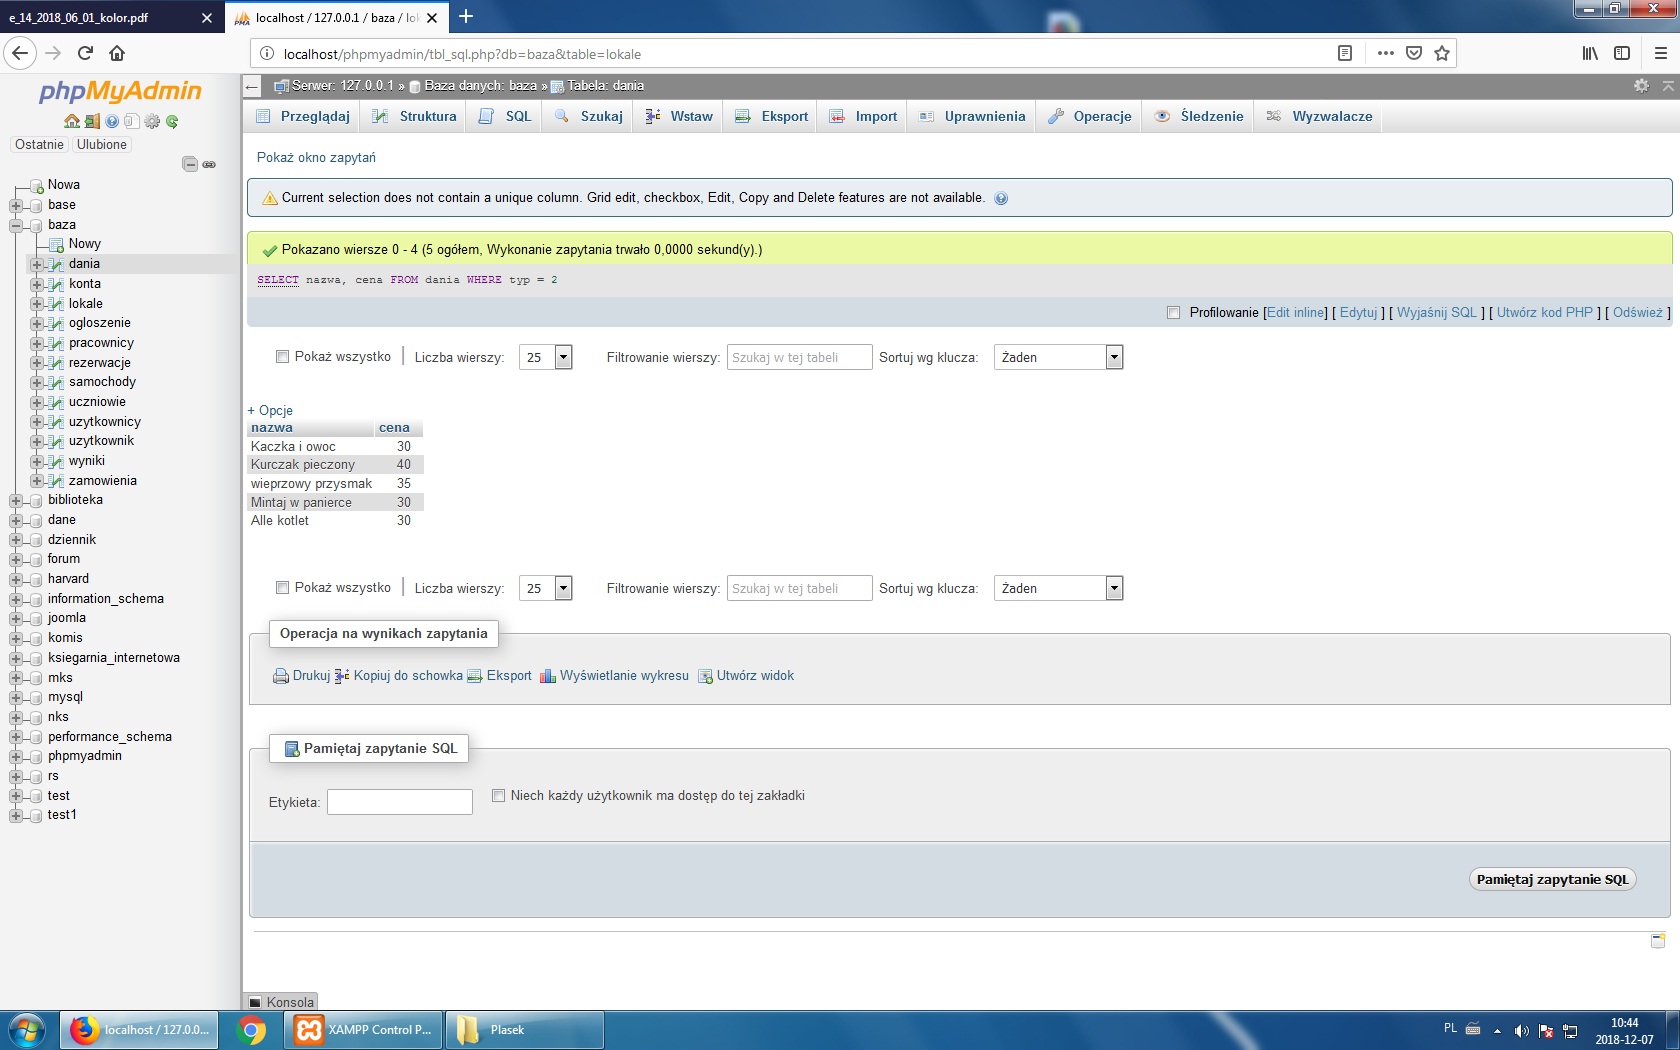 e_14_2018_06_01_kolor.pdf
localhost / 127.0.0.1 / baza / lok
localhost/phpmyadmin/tbl_sql.php?db=baza&table=lokale
phpMyAdmin
Ostatnie Ulubione
Nowa
base
baza
Nowy
dania
konta
lokale
ogloszenie
pracownicy
rezerwacje
samochody
uczniowie
uzytkownicy
uzytkownik
wyniki
zamowienia
biblioteka
dane
dziennik
forum
harvard
information_schema
joomla
komis
ksiegarnia_internetowa
mks
mysql
nks
performance_schema
phpmyadmin
rs
test
test1
Serwer: 127.0.0.1 » Baza danych: baza » Tabela: dania
Przeglądaj Struktura SQL Szukaj Wstaw Eksport Import Uprawnienia Operacje Śledzenie Wyzwalacze
Pokaż okno zapytań
Current selection does not contain a unique column. Grid edit, checkbox, Edit, Copy and Delete features are not available.
Pokazano wiersze 0 - 4 (5 ogółem, Wykonanie zapytania trwało 0,0000 sekund(y).)
SELECT nazwa, cena FROM dania WHERE typ = 2
Profilowanie [Edit inline] [ Edytuj ] [ Wyjaśnij SQL ] [ Utwórz kod PHP ] [ Odśwież ]
Pokaż wszystko | Liczba wierszy: 25 Filtrowanie wierszy: Szukaj w tej tabeli Sortuj wg klucza: Żaden
+ Opcje
nazwa cena
Kaczka i owoc 30
Kurczak pieczony 40
wieprzowy przysmak 35
Mintaj w panierce 30
Alle kotlet 30
Pokaż wszystko | Liczba wierszy: 25 Filtrowanie wierszy: Szukaj w tej tabeli Sortuj wg klucza: Żaden
Operacja na wynikach zapytania
Drukuj Kopiuj do schowka Eksport Wyświetlanie wykresu Utwórz widok
Pamiętaj zapytanie SQL
Etykieta: Niech każdy użytkownik ma dostęp do tej zakładki
Pamiętaj zapytanie SQL
Konsola
localhost / 127.0.0... XAMPP Control P... Plasek
PL 10:44
2018-12-07